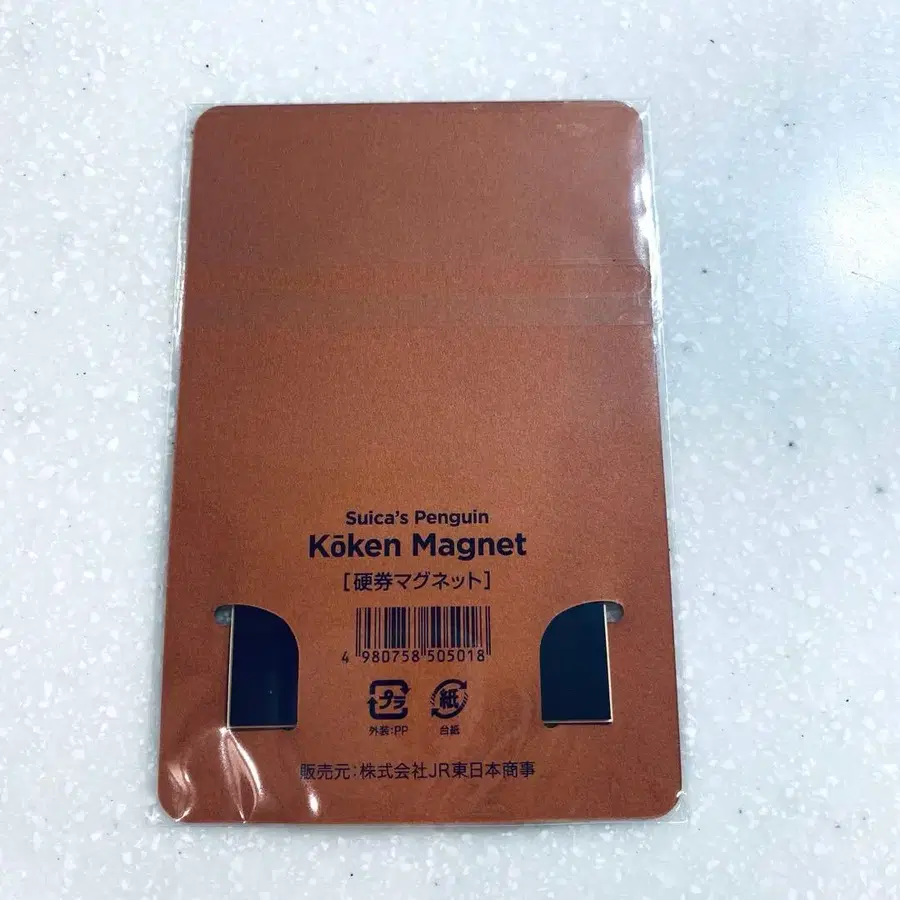 Suica's Penguin
Kōken Magnet
[硬券マグネット]
4 980758 505018
プラ 紙
外装:PP 台紙
販売元:株式会社JR東日本商事